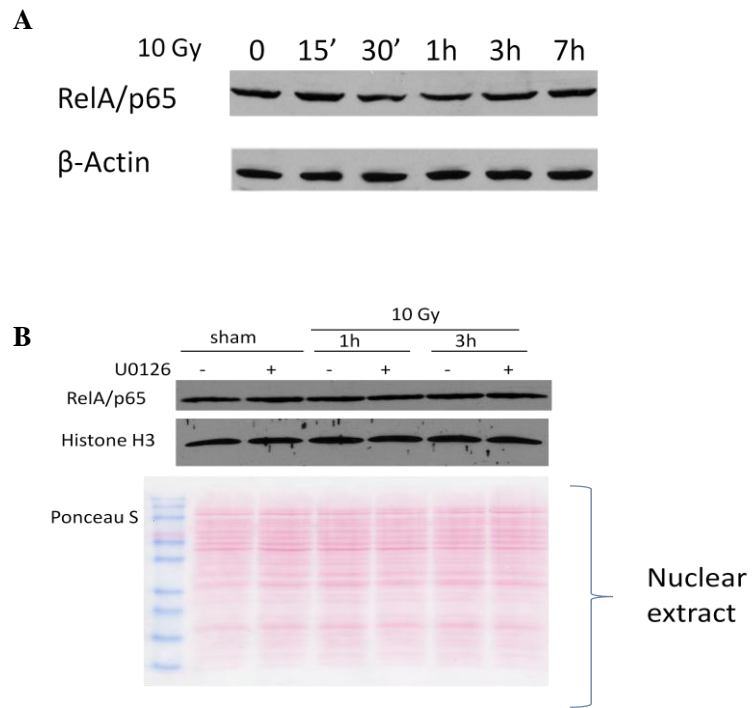 A
10 Gy 0 15’ 30’ 1h 3h 7h
RelA/p65
β-Actin
B
10 Gy
sham 1h 3h
U0126 - + - + - +
RelA/p65
Histone H3
Ponceau S
Nuclear
extract